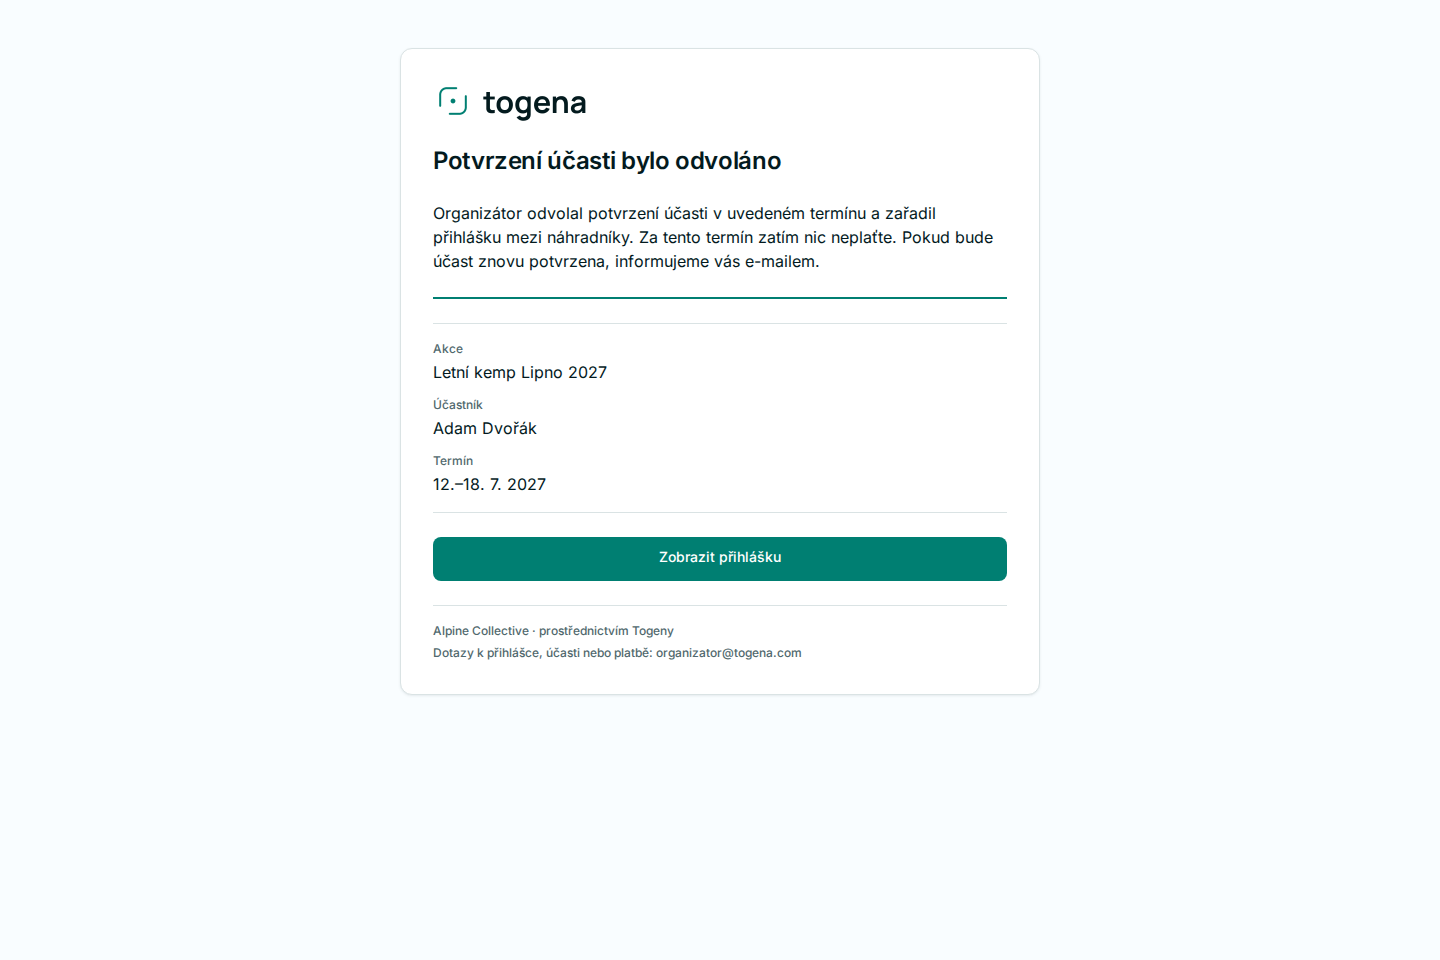 togena
Potvrzení účasti bylo odvoláno
Organizátor odvolal potvrzení účasti v uvedeném termínu a zařadil
přihlášku mezi náhradníky. Za tento termín zatím nic neplaťte. Pokud bude
účast znovu potvrzena, informujeme vás e-mailem.
Akce
Letní kemp Lipno 2027
Účastník
Adam Dvořák
Termín
12.–18. 7. 2027
Zobrazit přihlášku
Alpine Collective · prostřednictvím Togeny
Dotazy k přihlášce, účasti nebo platbě: organizator@togena.com